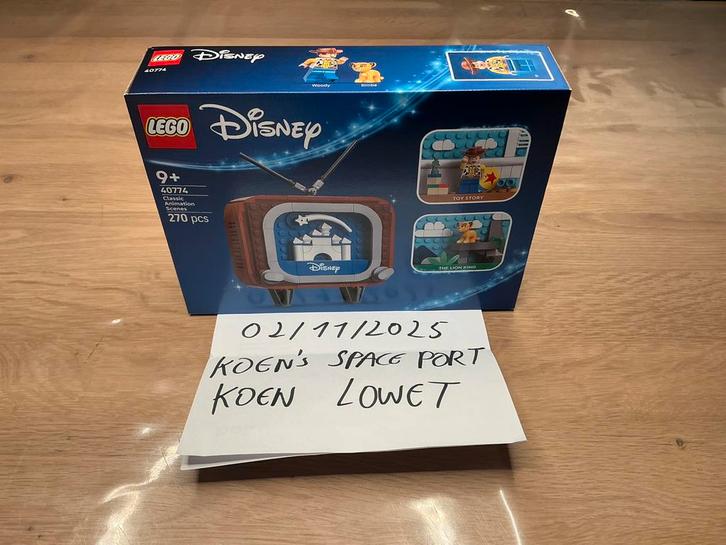 LEGO Disney
40774
Woody Simba
LEGO Disney
9+
40774
Classic
Animation
Scenes
270 pcs
TOY STORY
Disney
THE LION KING
02/11/2025
KOEN'S SPACE PORT
KOEN LOWET